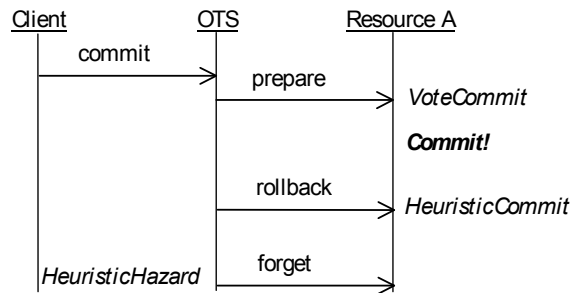 Client OTS Resource A
commit
prepare VoteCommit
Commit!
rollback HeuristicCommit
HeuristicHazard forget